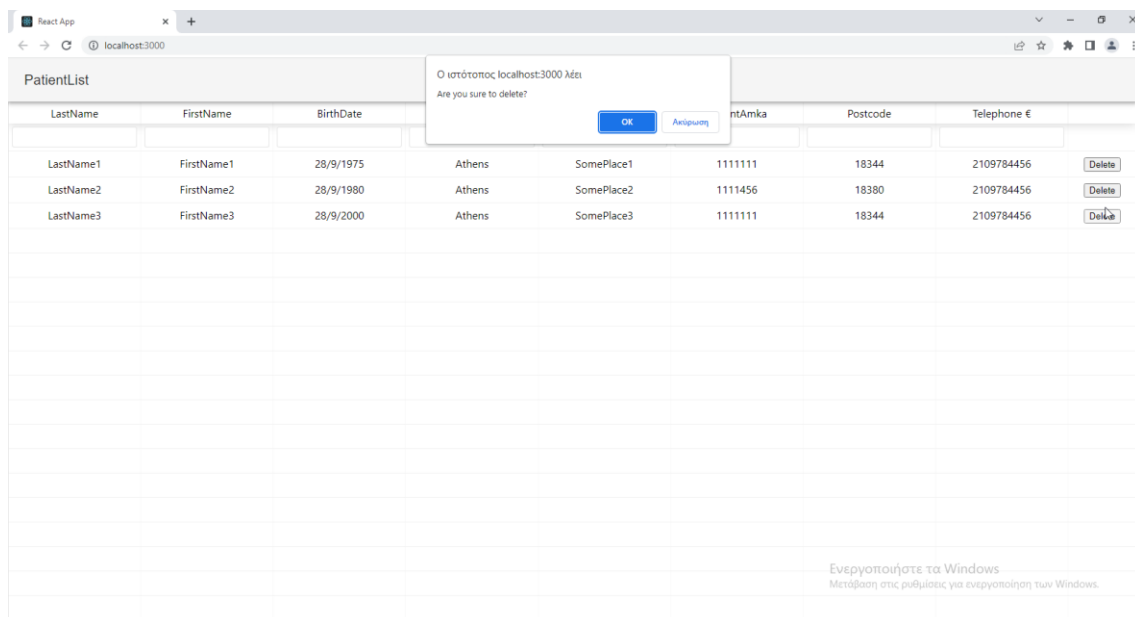 React App
localhost:3000
PatientList
Ο ιστότοπος localhost:3000 λέει
Are you sure to delete?
OK Ακύρωση
LastName FirstName BirthDate Postcode Telephone €
LastName1 FirstName1 28/9/1975 Athens SomePlace1 1111111 18344 2109784456 Delete
LastName2 FirstName2 28/9/1980 Athens SomePlace2 1111456 18380 2109784456 Delete
LastName3 FirstName3 28/9/2000 Athens SomePlace3 1111111 18344 2109784456 Delete
Ενεργοποιήστε τα Windows
Μετάβαση στις ρυθμίσεις για ενεργοποίηση των Windows.